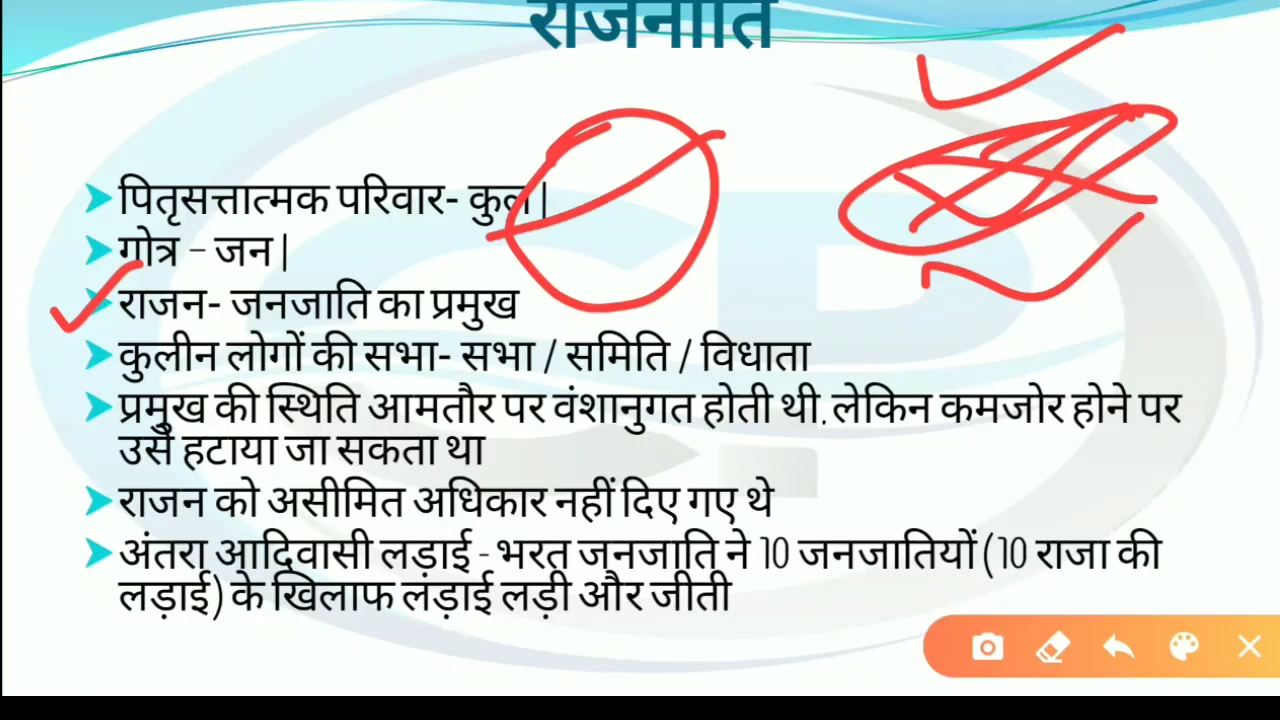 राजनीति
पितृसत्तात्मक परिवार- कुल|
गोत्र – जन|
राजन- जनजाति का प्रमुख
कुलीन लोगों की सभा- सभा / समिति / विधाता
प्रमुख की स्थिति आमतौर पर वंशानुगत होती थी. लेकिन कमजोर होने पर
उसे हटाया जा सकता था
राजन को असीमित अधिकार नहीं दिए गए थे
अंतरा आदिवासी लड़ाई - भरत जनजाति ने 10 जनजातियों (10 राजा की
लड़ाई) के खिलाफ लड़ाई लड़ी और जीती